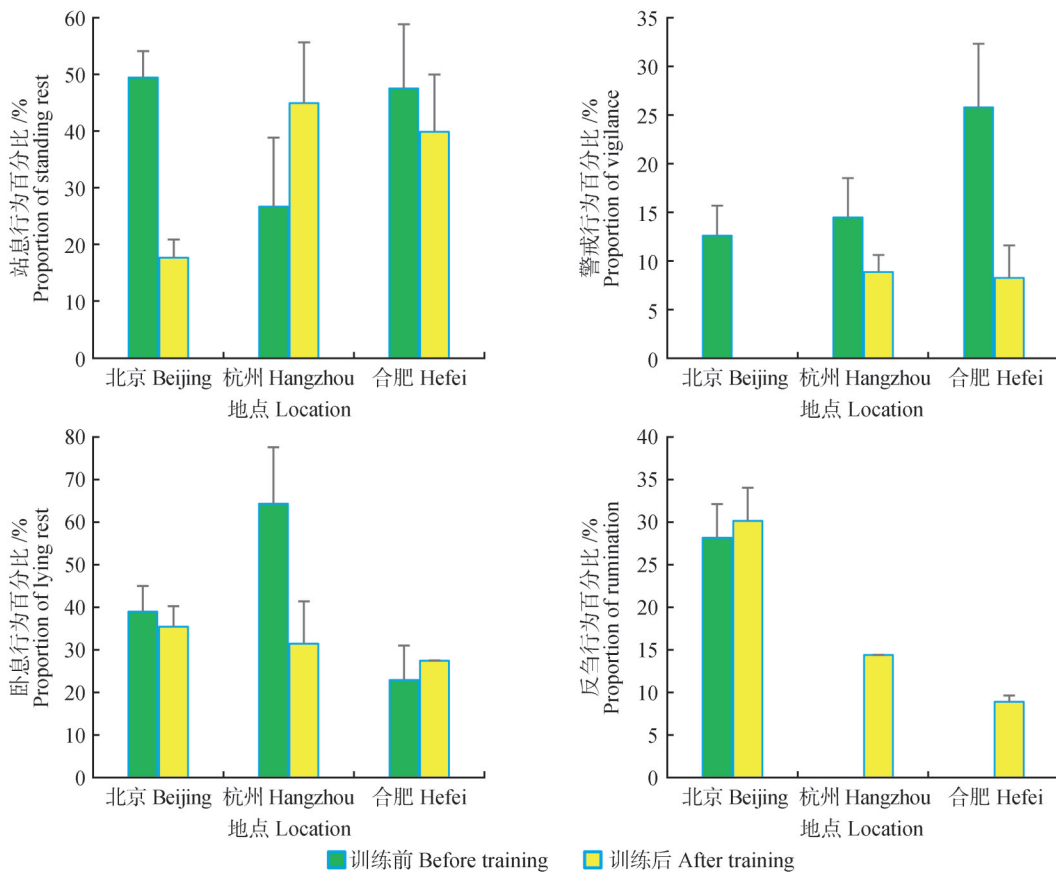 站息行为百分比 /%
Proportion of standing rest
60
50
40
30
20
10
0
北京 Beijing 杭州 Hangzhou 合肥 Hefei
地点 Location
警戒行为百分比 /%
Proportion of vigilance
35
30
25
20
15
10
5
0
北京 Beijing 杭州 Hangzhou 合肥 Hefei
地点 Location
卧息行为百分比 /%
Proportion of lying rest
80
70
60
50
40
30
20
10
0
北京 Beijing 杭州 Hangzhou 合肥 Hefei
地点 Location
反刍行为百分比 /%
Proportion of rumination
40
35
30
25
20
15
10
5
0
北京 Beijing 杭州 Hangzhou 合肥 Hefei
地点 Location
训练前 Before training 训练后 After training